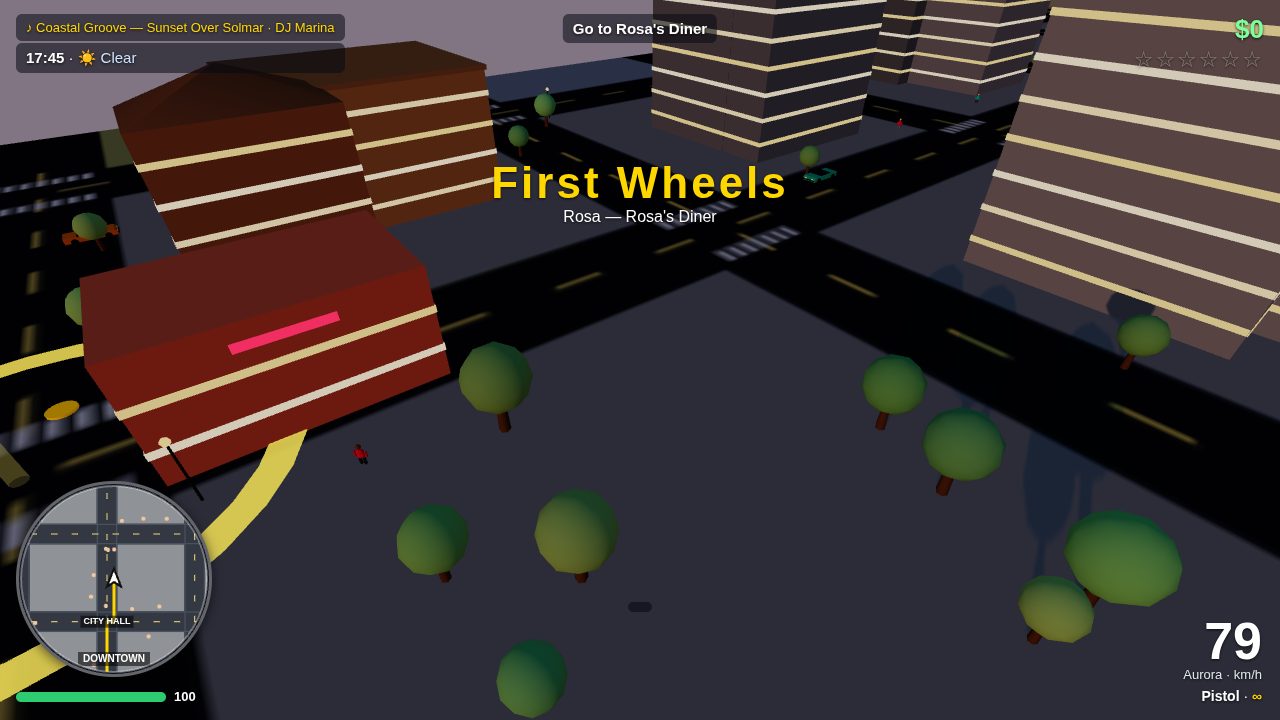 ♪ Coastal Groove — Sunset Over Solmar · DJ Marina
17:45 · ☀️ Clear
Go to Rosa's Diner
$0
☆☆☆☆☆☆
First Wheels
Rosa — Rosa's Diner
CITY HALL
DOWNTOWN
100
79
Aurora · km/h
Pistol · ∞